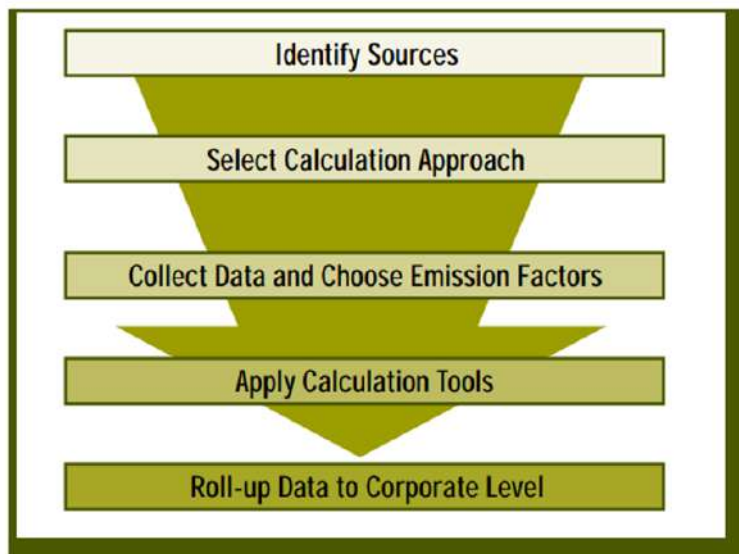 Identify Sources
Select Calculation Approach
Collect Data and Choose Emission Factors
Apply Calculation Tools
Roll-up Data to Corporate Level